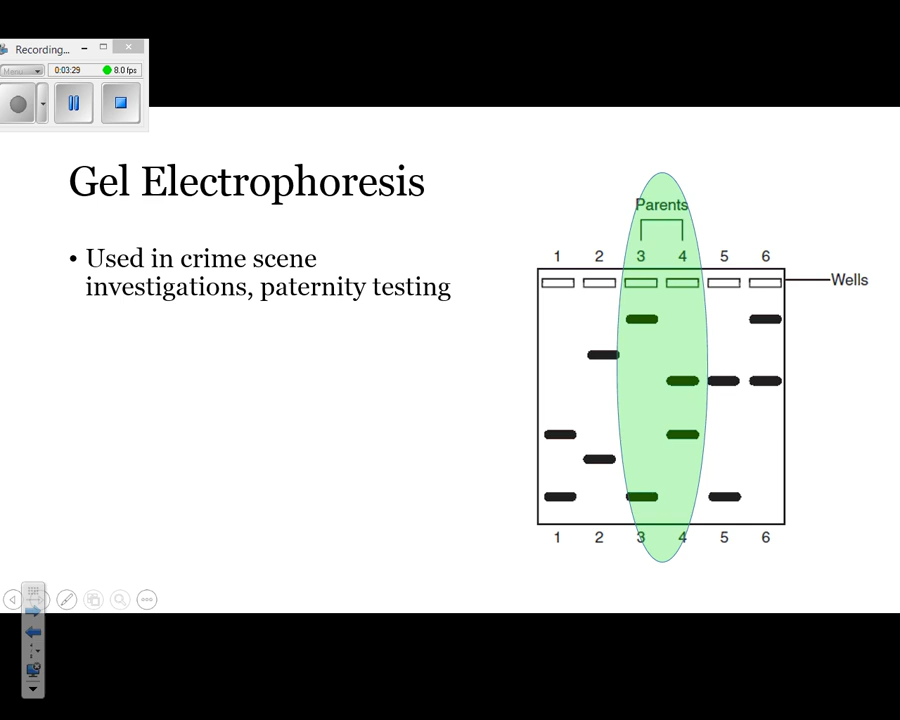 Recording...
Menu
0:03:29 8.0 fps
Gel Electrophoresis
• Used in crime scene
investigations, paternity testing
Parents
1 2 3 4 5 6
Wells
1 2 3 4 5 6